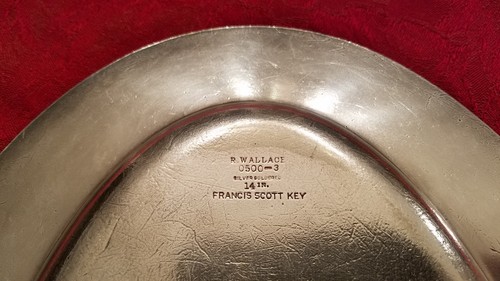 R. WALLACE
0500-3
SILVER SOLDERED
14 IN.
FRANCIS SCOTT KEY